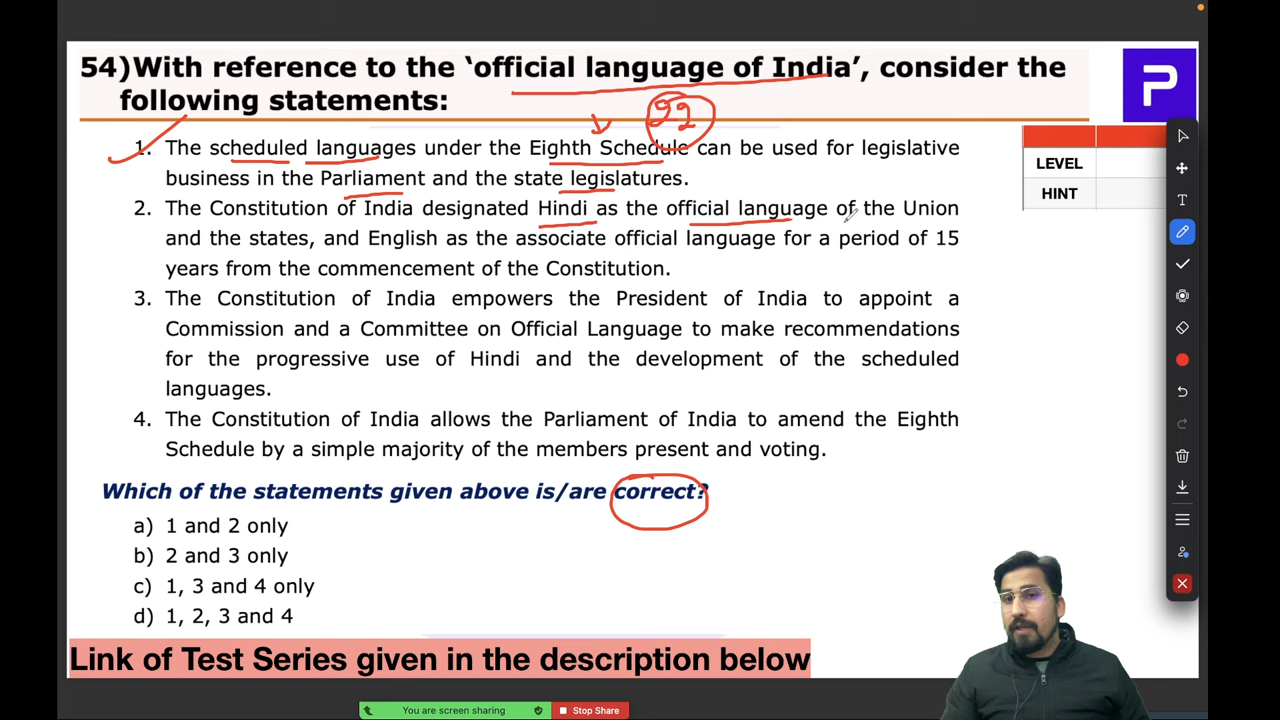 54)With reference to the ‘official language of India’, consider the
following statements:
22
1. The scheduled languages under the Eighth Schedule can be used for legislative
business in the Parliament and the state legislatures.
2. The Constitution of India designated Hindi as the official language of the Union
and the states, and English as the associate official language for a period of 15
years from the commencement of the Constitution.
3. The Constitution of India empowers the President of India to appoint a
Commission and a Committee on Official Language to make recommendations
for the progressive use of Hindi and the development of the scheduled
languages.
4. The Constitution of India allows the Parliament of India to amend the Eighth
Schedule by a simple majority of the members present and voting.
Which of the statements given above is/are correct?
a) 1 and 2 only
b) 2 and 3 only
c) 1, 3 and 4 only
d) 1, 2, 3 and 4
Link of Test Series given in the description below
P
LEVEL
HINT
T
You are screen sharing
Stop Share